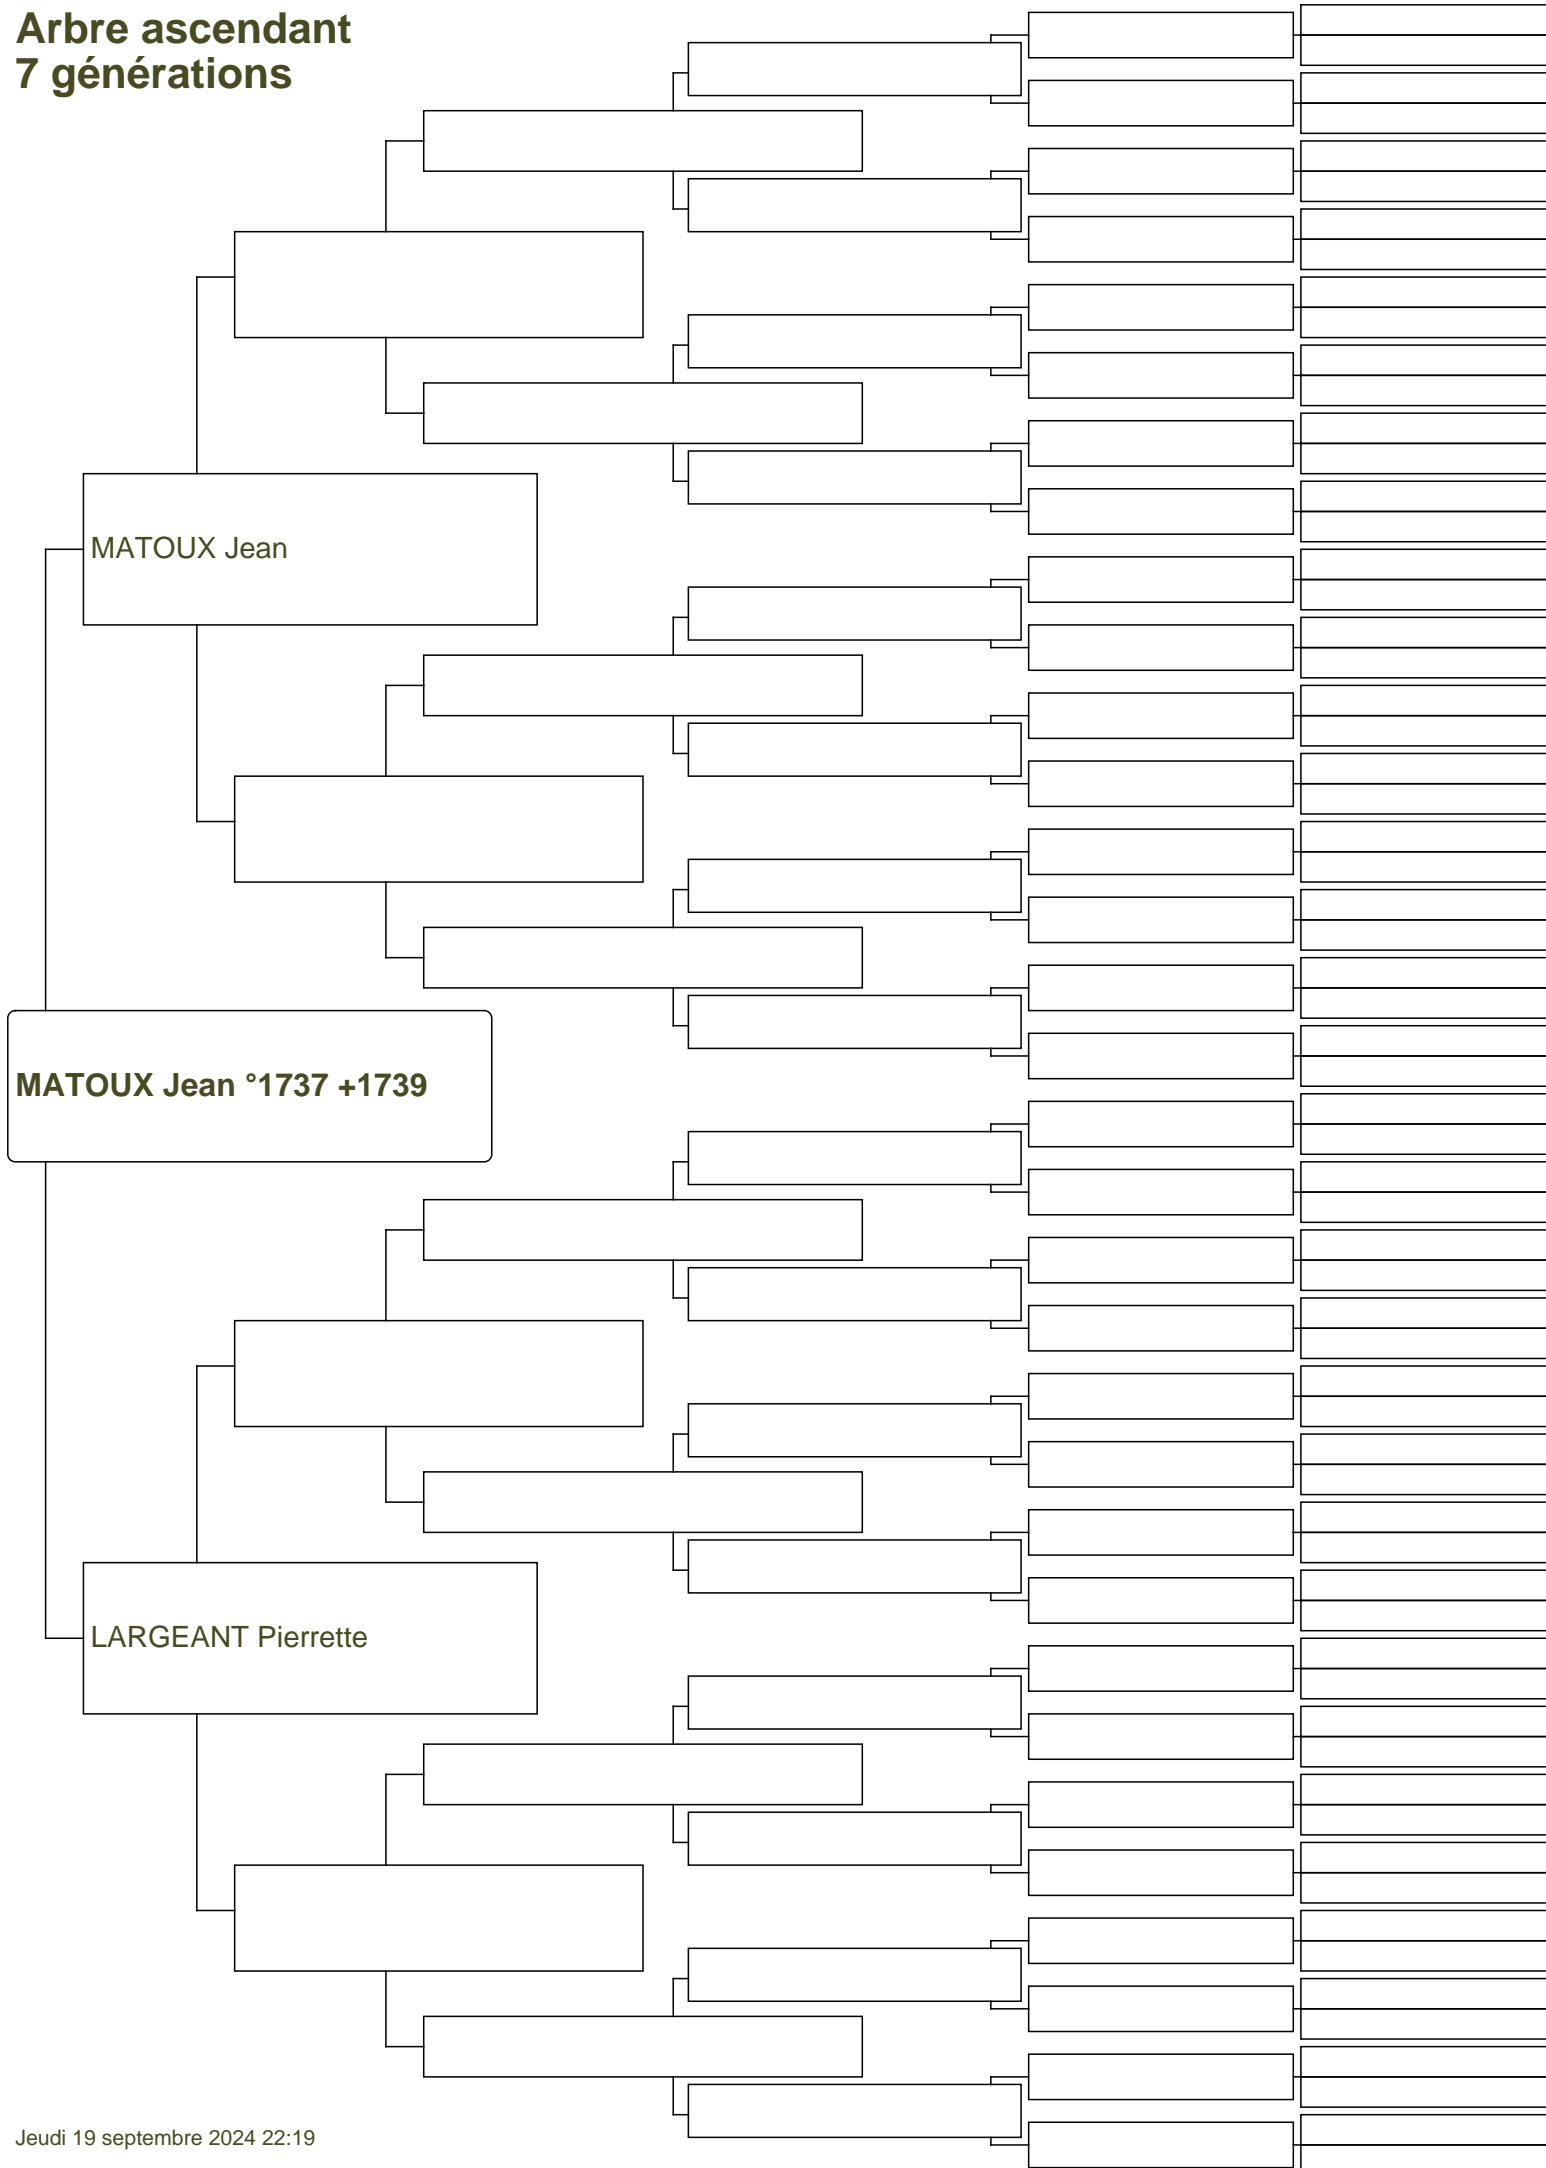 Arbre ascendant
7 générations
MATOUX Jean
MATOUX Jean °1737 +1739
LARGEANT Pierrette
Jeudi 19 septembre 2024 22:19